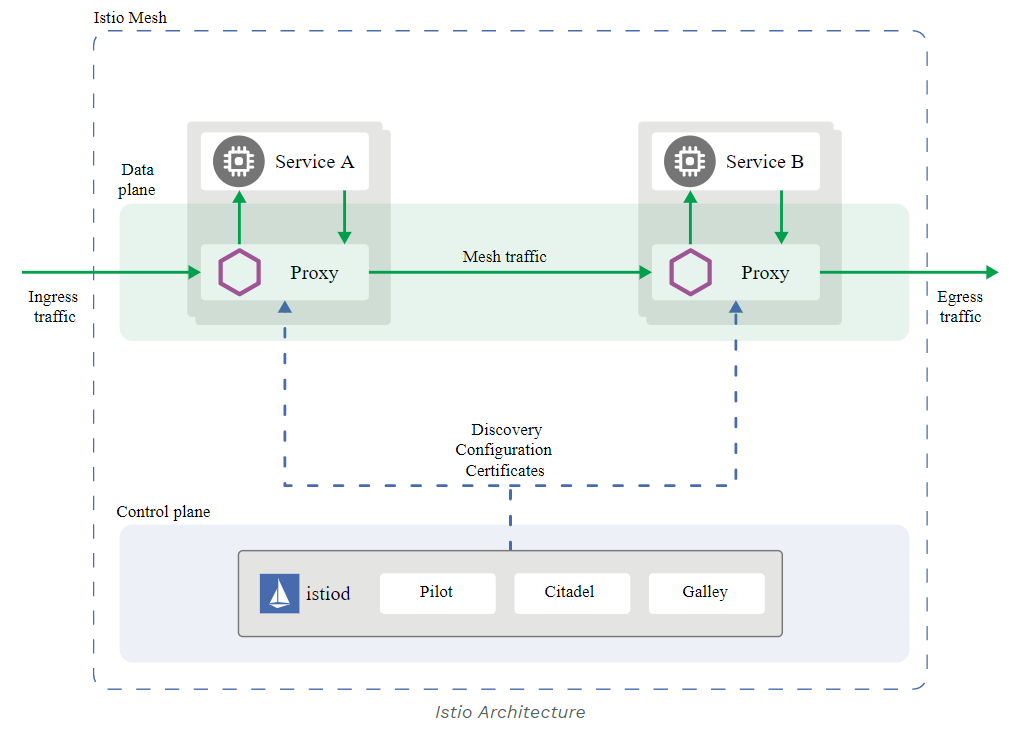 Istio Mesh
Data
plane
Service A
Service B
Proxy
Mesh traffic
Proxy
Ingress
traffic
Egress
traffic
Discovery
Configuration
Certificates
Control plane
istiod
Pilot
Citadel
Galley
Istio Architecture